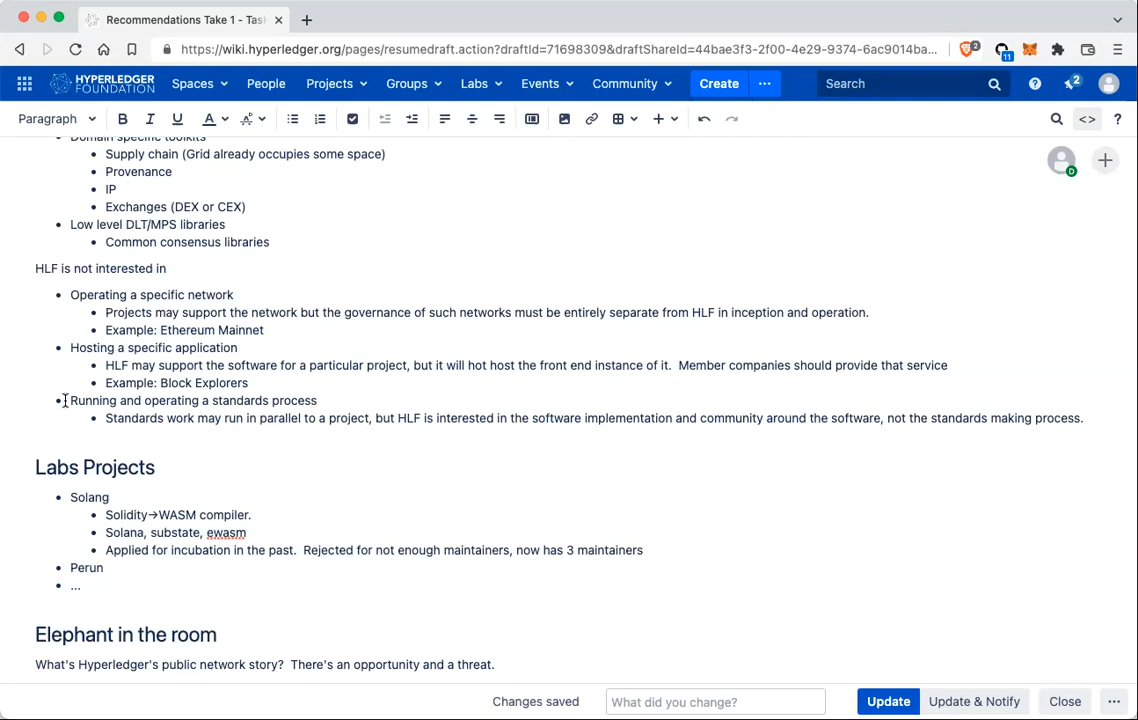 Recommendations Take 1 - Tas
https://wiki.hyperledger.org/pages/resumedraft.action?draftId=71698309&draftShareId=44bae3f3-2f00-4e29-9374-6ac9014ba...
2
11
HYPERLEDGER FOUNDATION
Spaces
People
Projects
Groups
Labs
Events
Community
Create
Search
2
Paragraph
B I U A
Domain specific toolkits
Supply chain (Grid already occupies some space)
Provenance
IP
Exchanges (DEX or CEX)
Low level DLT/MPS libraries
Common consensus libraries
HLF is not interested in
Operating a specific network
Projects may support the network but the governance of such networks must be entirely separate from HLF in inception and operation.
Example: Ethereum Mainnet
Hosting a specific application
HLF may support the software for a particular project, but it will hot host the front end instance of it.  Member companies should provide that service
Example: Block Explorers
Running and operating a standards process
Standards work may run in parallel to a project, but HLF is interested in the software implementation and community around the software, not the standards making process.
Labs Projects
Solang
Solidity→WASM compiler.
Solana, substate, ewasm
Applied for incubation in the past.  Rejected for not enough maintainers, now has 3 maintainers
Perun
...
Elephant in the room
What's Hyperledger's public network story?  There's an opportunity and a threat.
D
Changes saved
What did you change?
Update
Update & Notify
Close